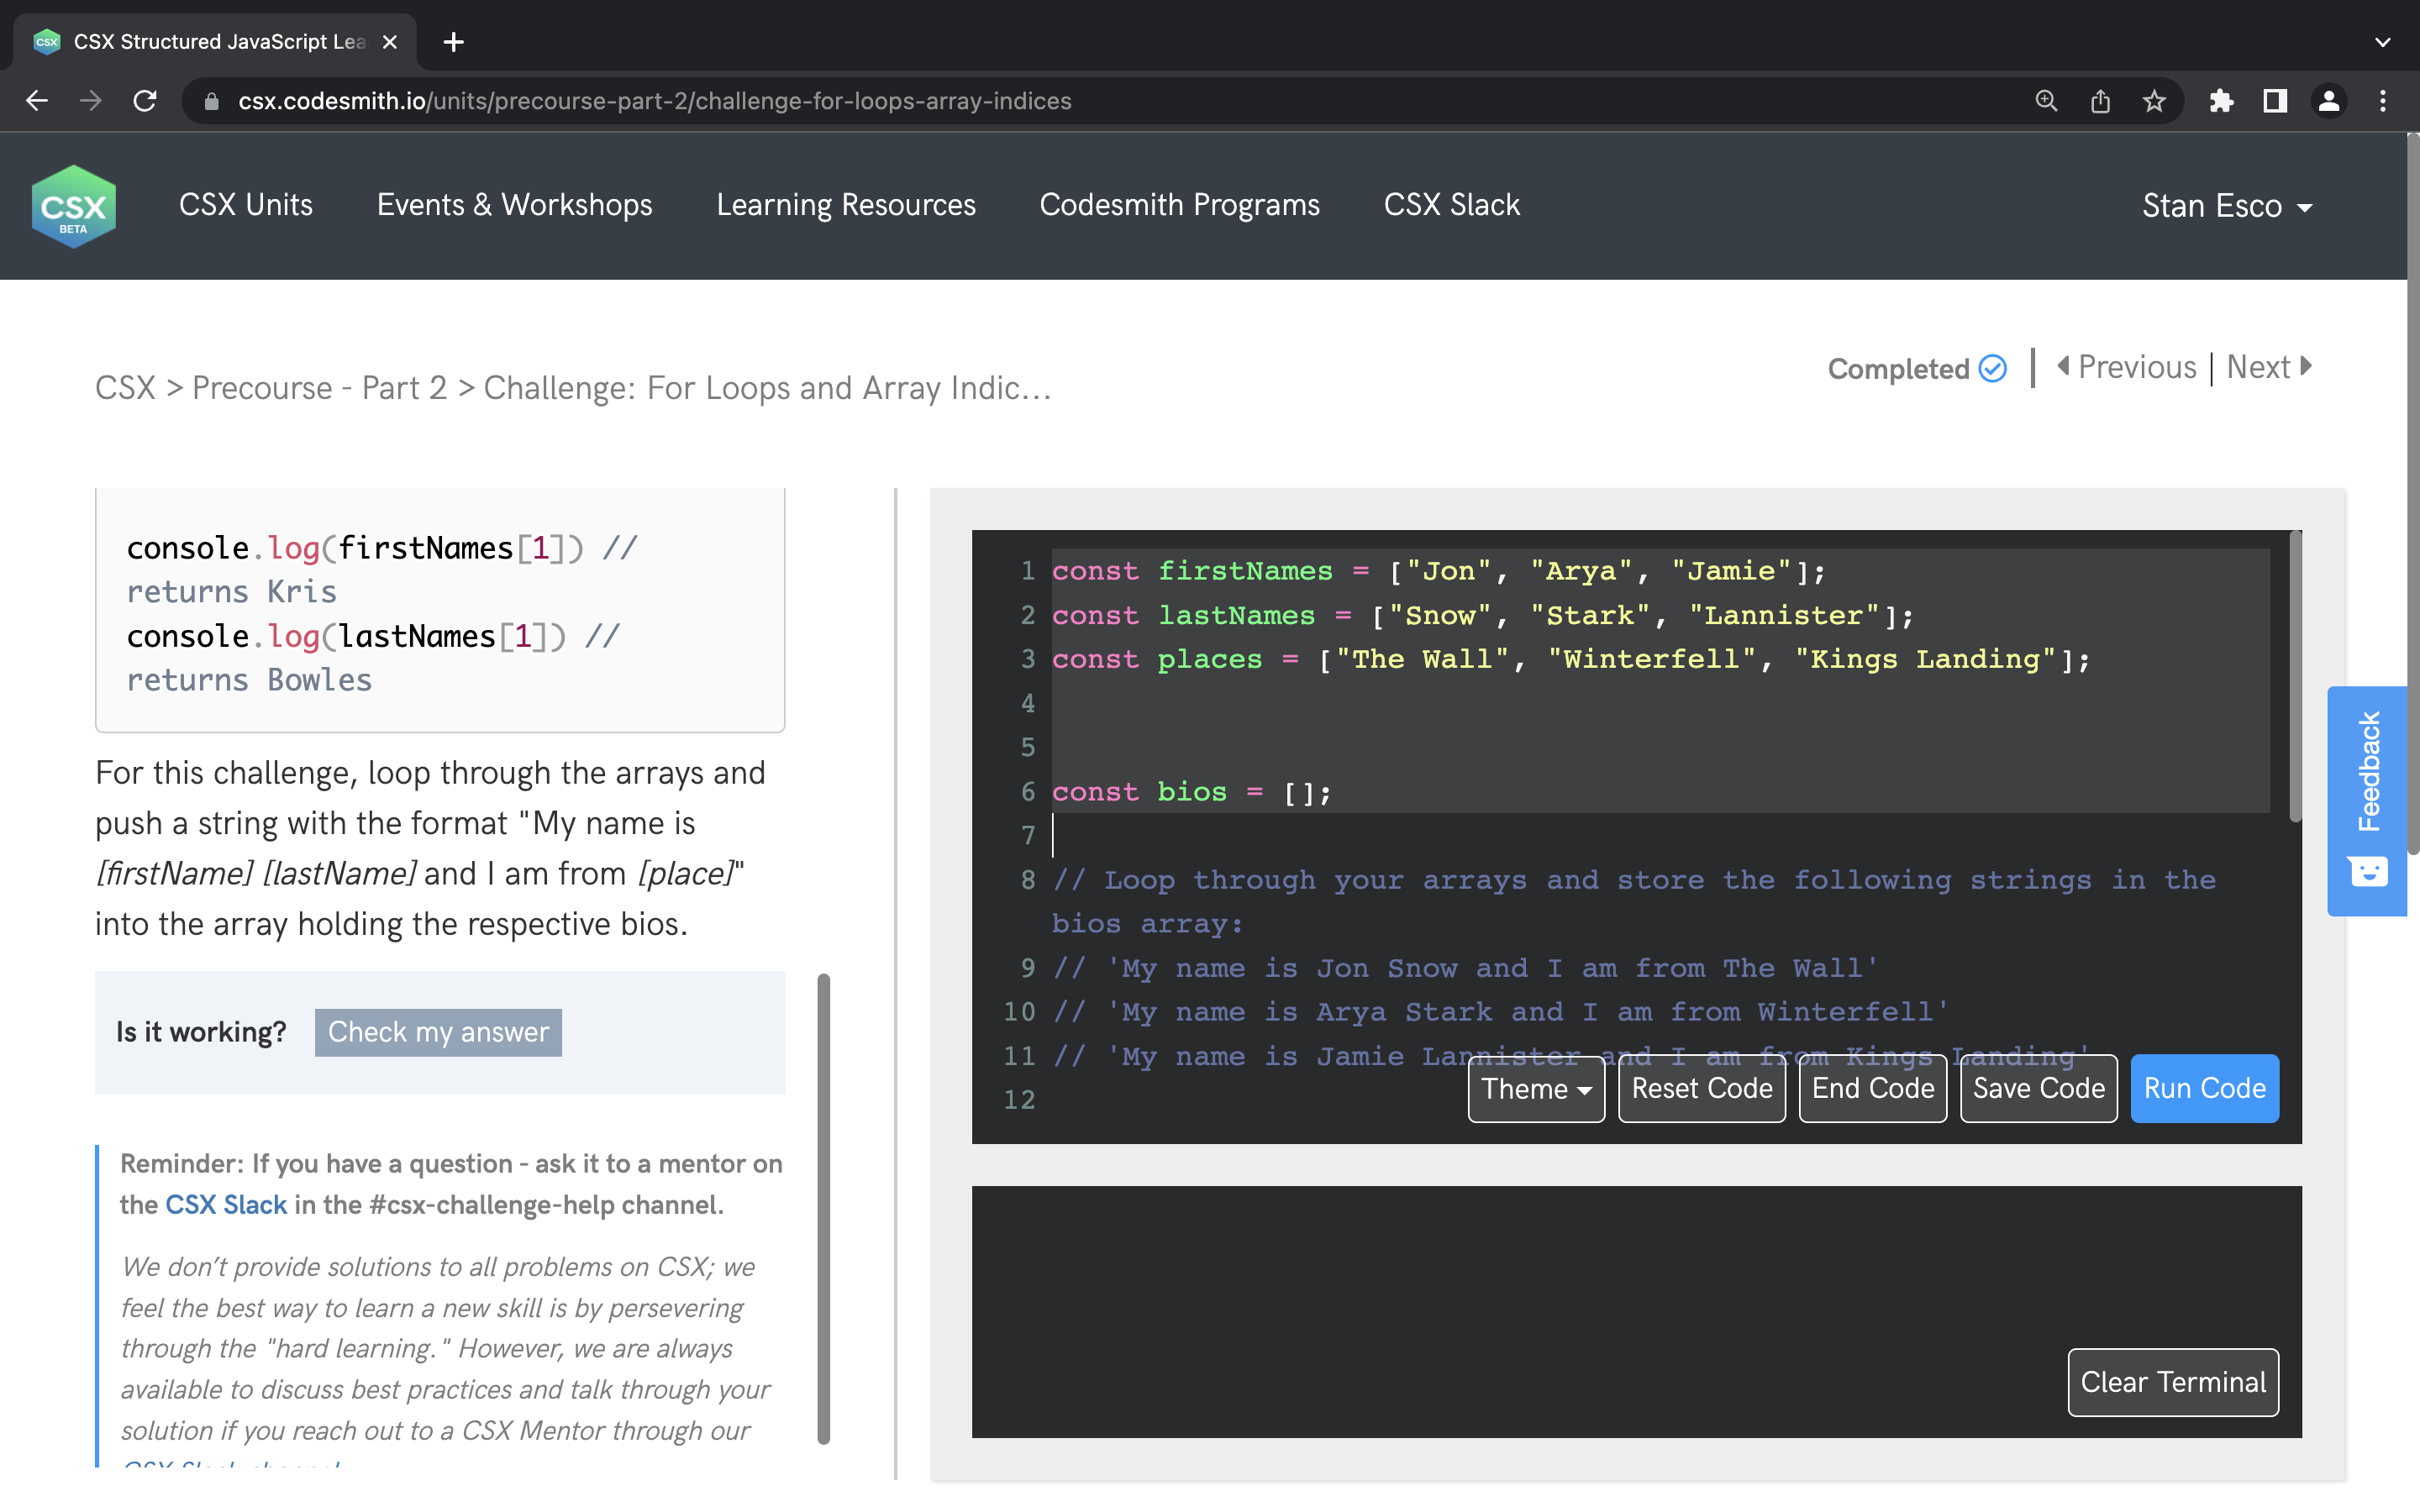 CSX Structured JavaScript Lea
csx.codesmith.io/units/precourse-part-2/challenge-for-loops-array-indices
CSX
BETA
CSX Units
Events & Workshops
Learning Resources
Codesmith Programs
CSX Slack
Stan Esco
CSX > Precourse - Part 2 > Challenge: For Loops and Array Indic...
Completed
Previous | Next
console.log(firstNames[1]) //
returns Kris
console.log(lastNames[1]) //
returns Bowles
For this challenge, loop through the arrays and
push a string with the format "My name is
[firstName] [lastName] and I am from [place]"
into the array holding the respective bios.
Is it working?
Check my answer
Reminder: If you have a question - ask it to a mentor on
the CSX Slack in the #csx-challenge-help channel.
We don't provide solutions to all problems on CSX; we
feel the best way to learn a new skill is by persevering
through the "hard learning." However, we are always
available to discuss best practices and talk through your
solution if you reach out to a CSX Mentor through our
CSX Slack channel
1 const firstNames = ["Jon", "Arya", "Jamie"];
2 const lastNames = ["Snow", "Stark", "Lannister"];
3 const places = ["The Wall", "Winterfell", "Kings Landing"];
4
5
6 const bios = [];
7
8 // Loop through your arrays and store the following strings in the
bios array:
9 // 'My name is Jon Snow and I am from The Wall'
10 // 'My name is Arya Stark and I am from Winterfell'
11 // 'My name is Jamie Lannister and I am from Kings Landing'
12
Theme
Reset Code
End Code
Save Code
Run Code
Clear Terminal
Feedback